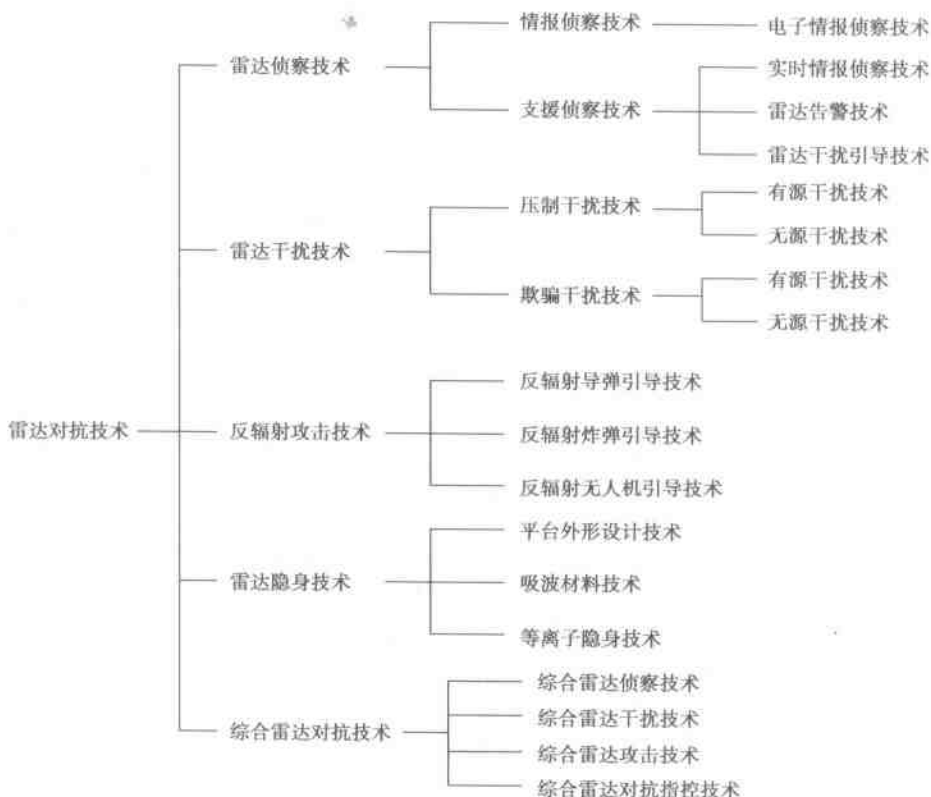 雷达对抗技术
雷达侦察技术
情报侦察技术
电子情报侦察技术
支援侦察技术
实时情报侦察技术
雷达告警技术
雷达干扰引导技术
雷达干扰技术
压制干扰技术
有源干扰技术
无源干扰技术
欺骗干扰技术
有源干扰技术
无源干扰技术
反辐射攻击技术
反辐射导弹引导技术
反辐射炸弹引导技术
反辐射无人机引导技术
雷达隐身技术
平台外形设计技术
吸波材料技术
等离子隐身技术
综合雷达对抗技术
综合雷达侦察技术
综合雷达干扰技术
综合雷达攻击技术
综合雷达对抗指控技术